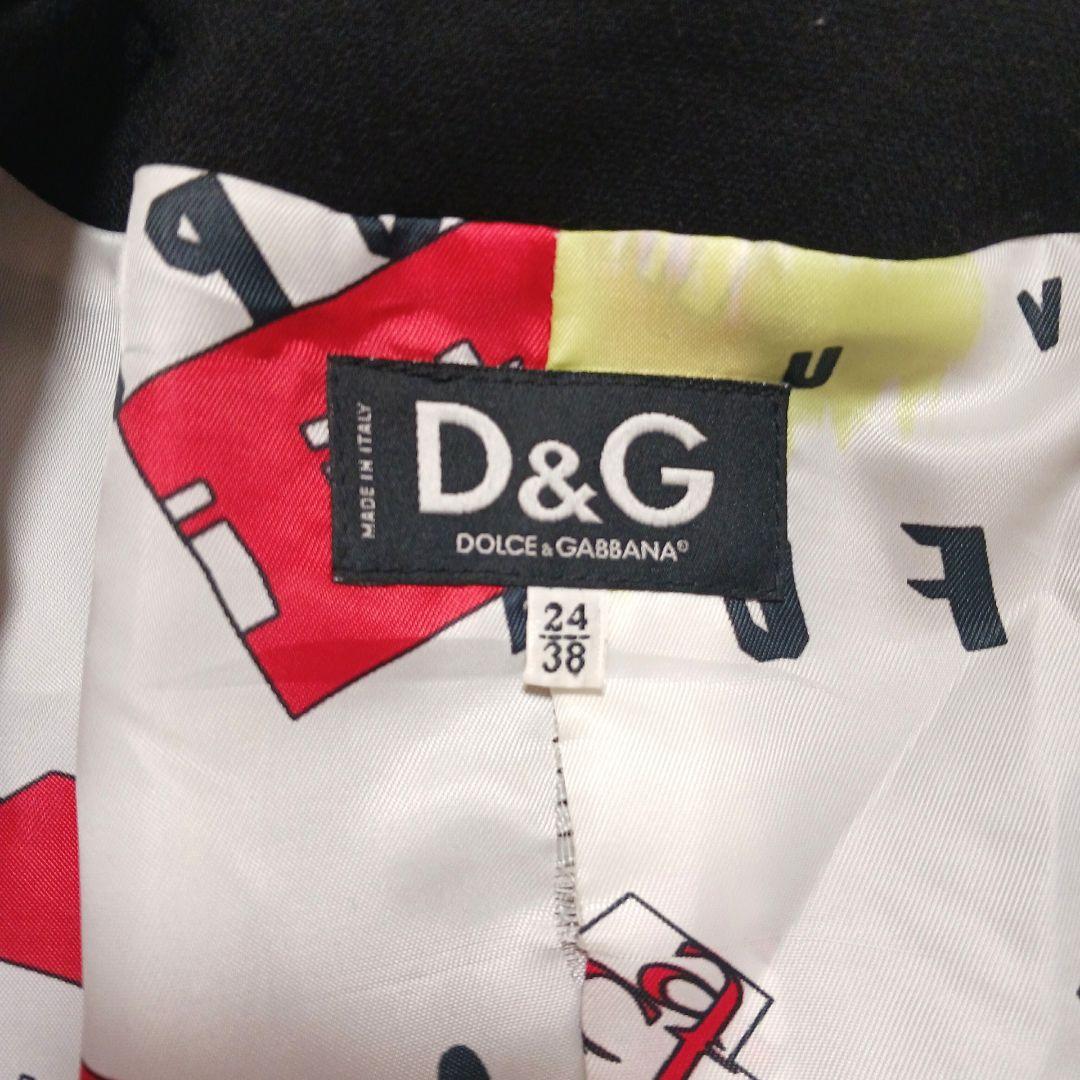 P
V
U
MADE IN ITALY
D&G
DOLCE & GABBANA©
F
24
38